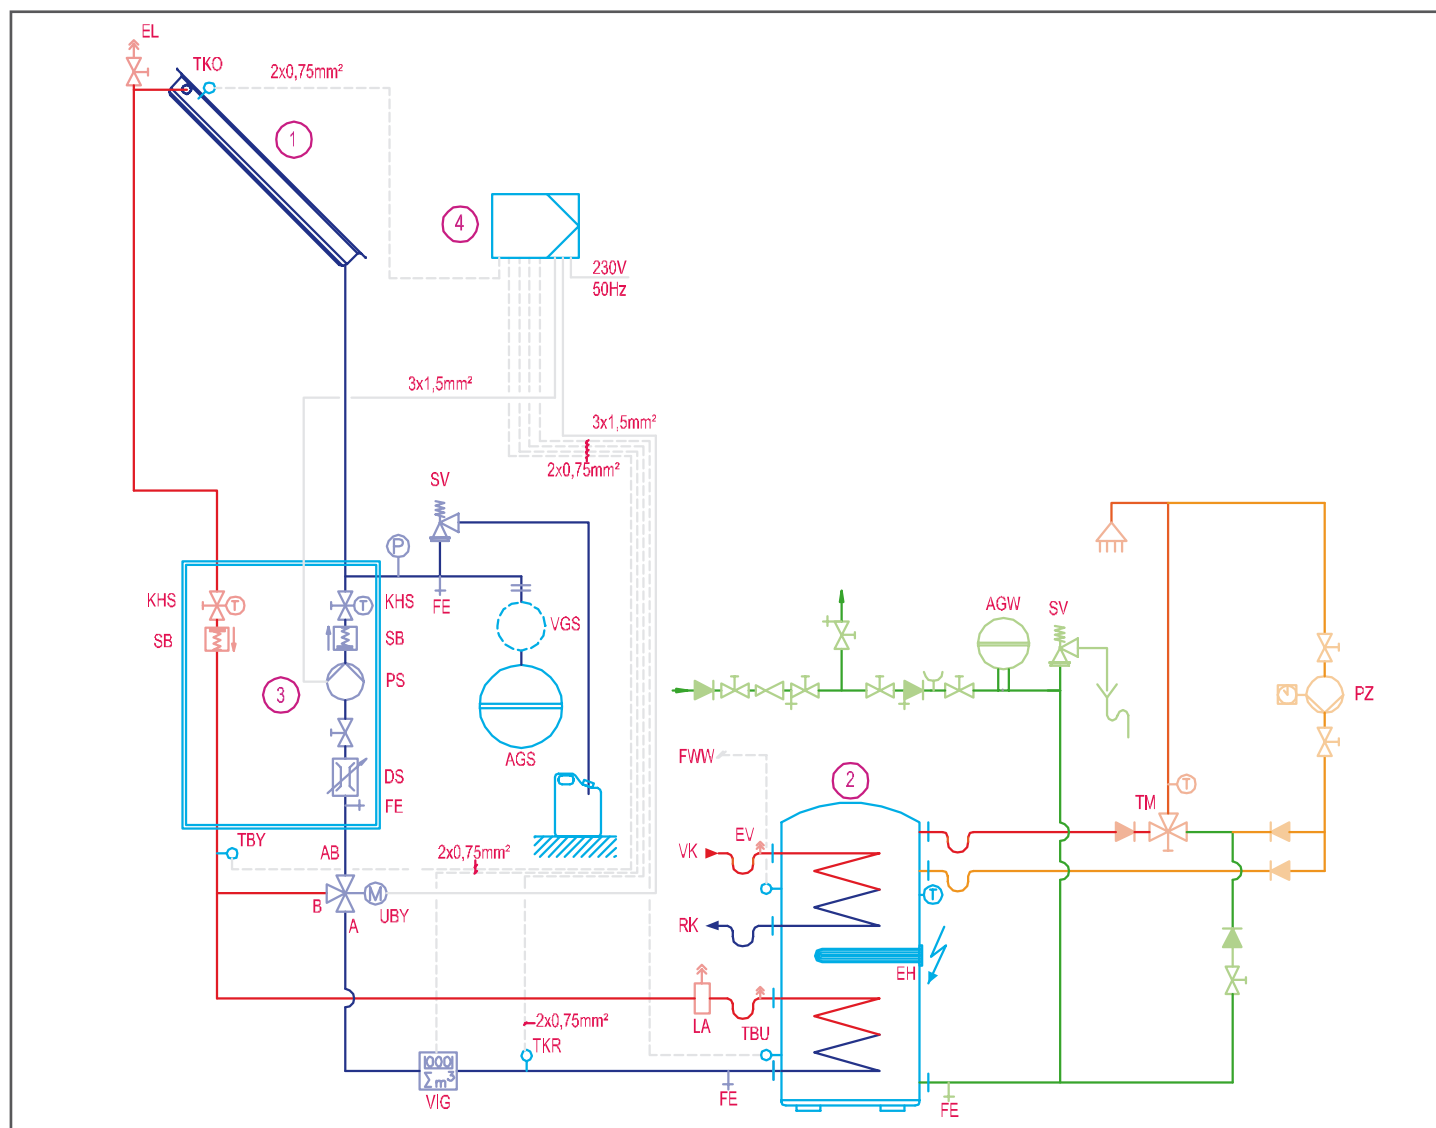 EL
TKO
2x0,75mm²
1
4
230V
50Hz
3x1,5mm²
3x1,5mm²
2x0,75mm²
SV
P
KHS
T
T
KHS
FE
VGS
SB
SB
3
PS
AGS
DS
FE
AGW
SV
PZ
FWW
2
T
TM
TBY
AB
2x0,75mm²
EV
VK
T
B
M
UBY
A
RK
EH
LA
TBU
2x0,75mm²
TKR
000
Σm³
VIG
FE
FE